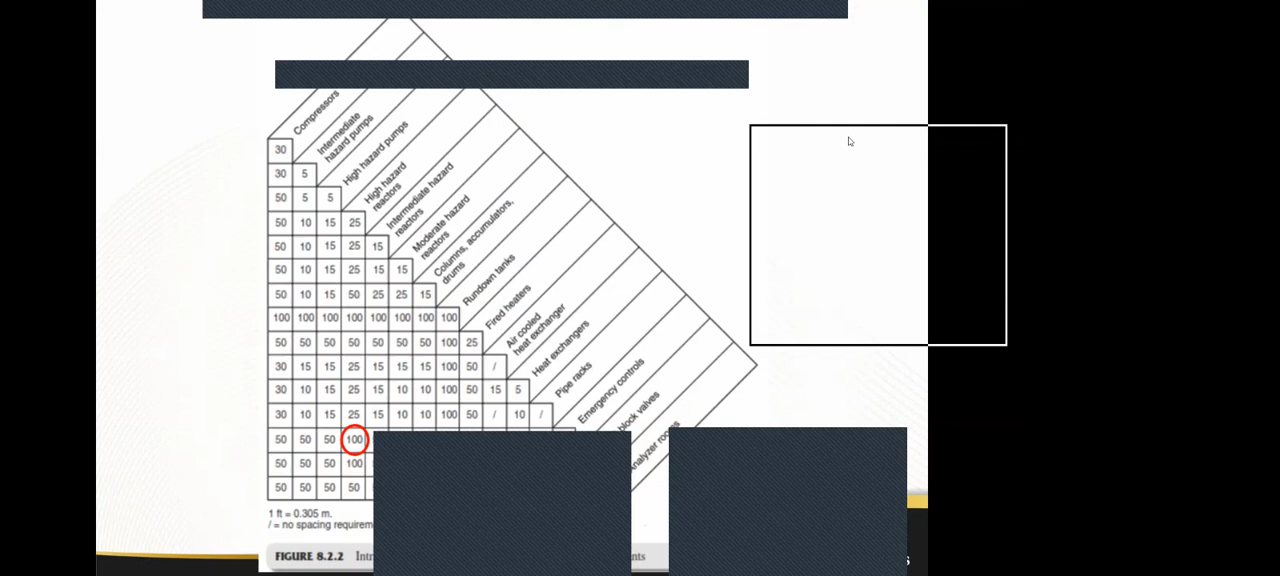 Compressors
Intermediate
hazard pumps
High hazard pumps
High hazard
reactors
Intermediate hazard
reactors
Moderate hazard
reactors
Columns, accumulators,
drums
Rundown tanks
Fired heaters
Air cooled
heat exchanger
Heat exchangers
Pipe racks
Emergency controls
block valves
30
30 5
50 5 5
50 10 15 25
50 10 15 25 15
50 10 15 25 15 15
50 10 15 50 25 25 15
100 100 100 100 100 100 100 100
50 50 50 50 50 50 50 100 25
30 15 15 25 15 15 15 100 50 /
30 10 15 25 15 10 10 100 50 15 5
30 10 15 25 15 10 10 100 50 / 10 /
50 50 50 100
50 50 50 100
50 50 50 50
1 ft = 0.305 m.
/ = no spacing
FIGURE 8.2.2